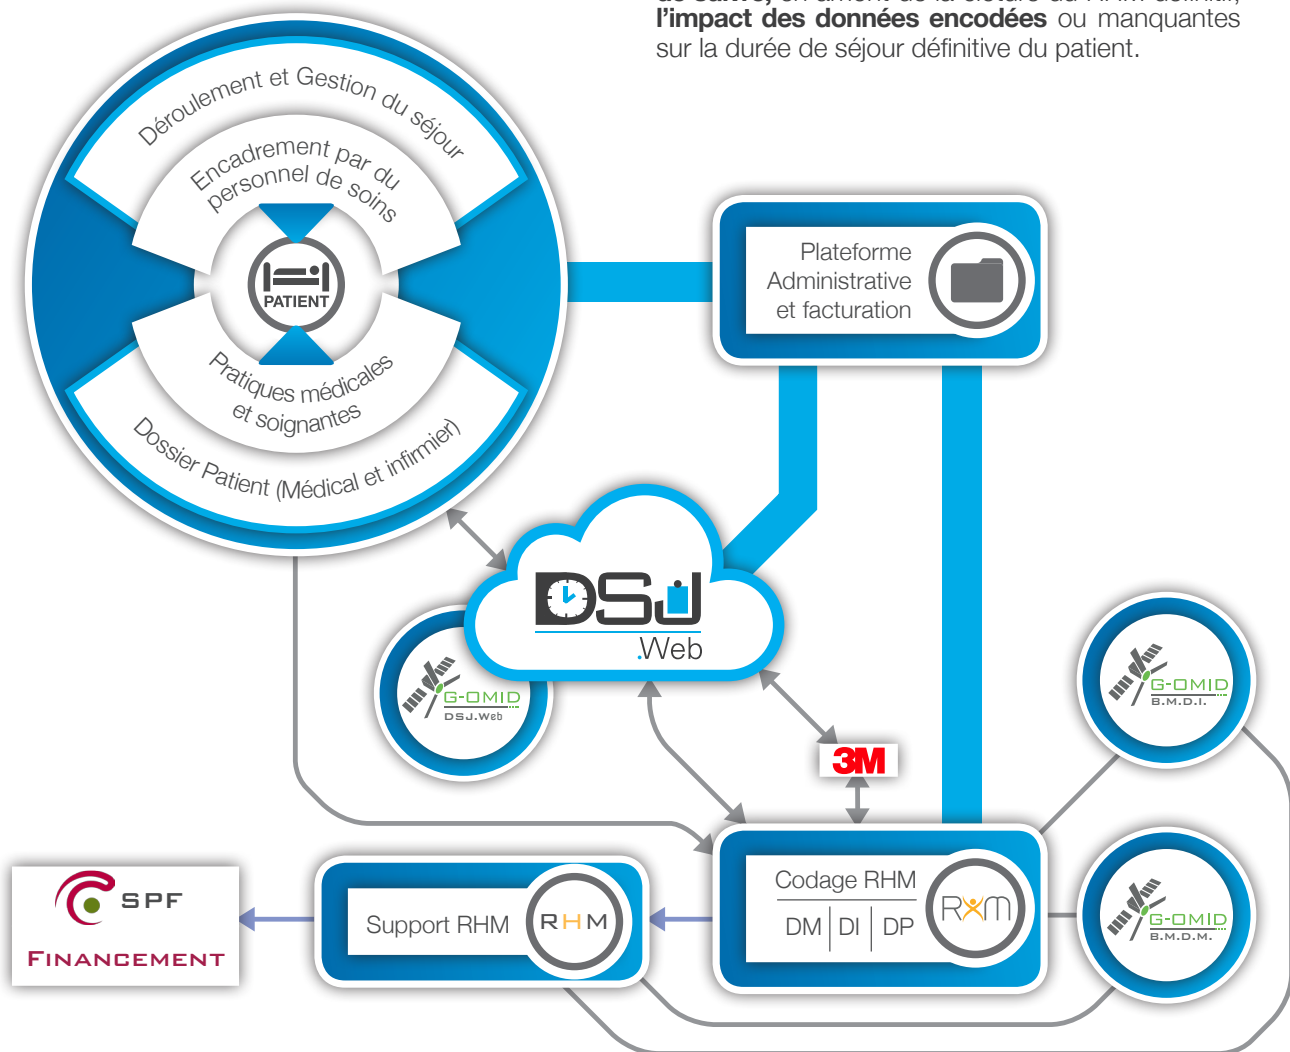 l'impact des données encodées ou manquantes
sur la durée de séjour définitive du patient.
Déroulement et Gestion du séjour
Encadrement par du
personnel de soins
PATIENT
Pratiques médicales
et soignantes
Dossier Patient (Médical et infirmier)
Plateforme
Administrative
et facturation
DSJ
.Web
G-OMID
DSJ.Web
G-OMID
B.M.D.I.
3M
Codage RHM
DM DI DP
RHM
G-OMID
B.M.D.M.
Support RHM
RHM
SPF
FINANCEMENT